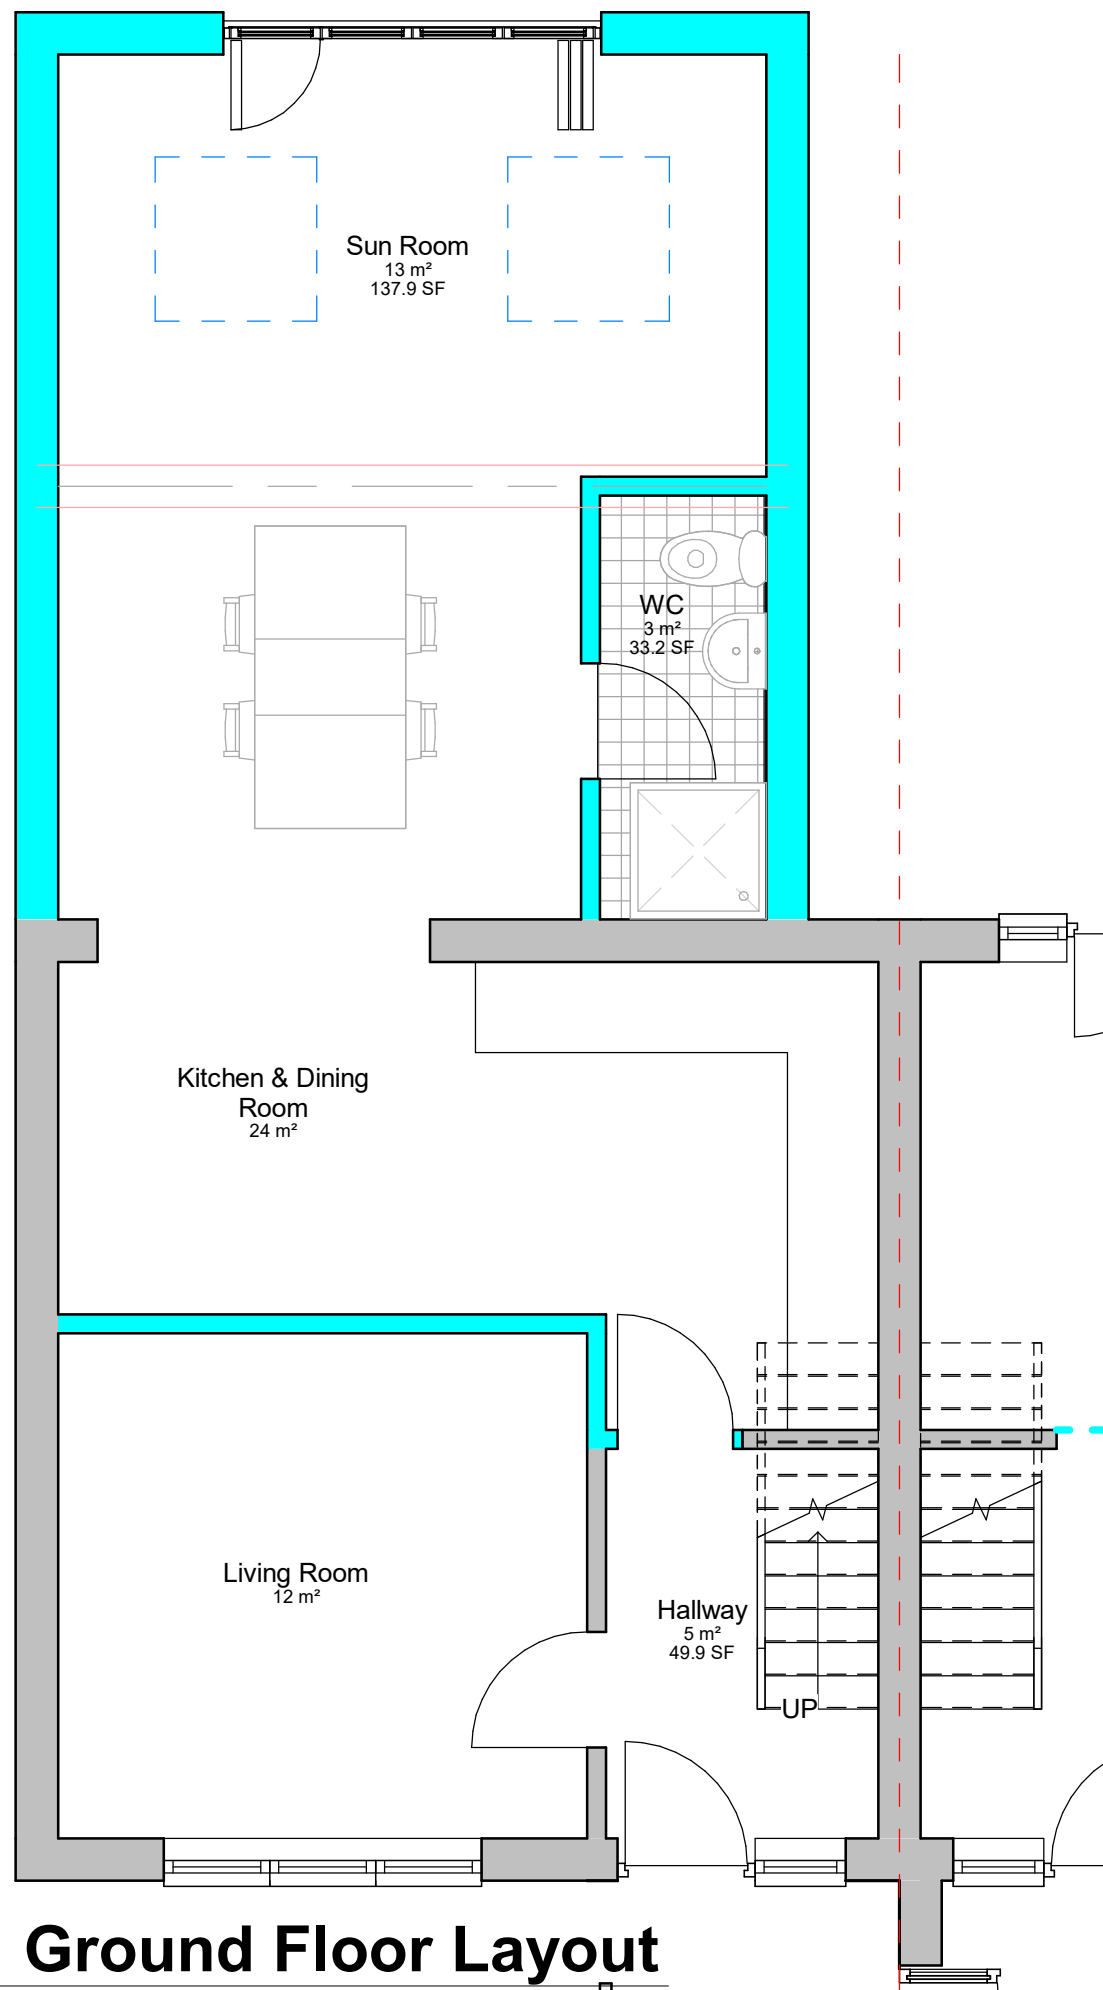 Sun Room
13 m²
137.9 SF
WC
3 m²
33.2 SF
Kitchen & Dining
Room
24 m²
Living Room
12 m²
Hallway
5 m²
49.9 SF
UP
Ground Floor Layout